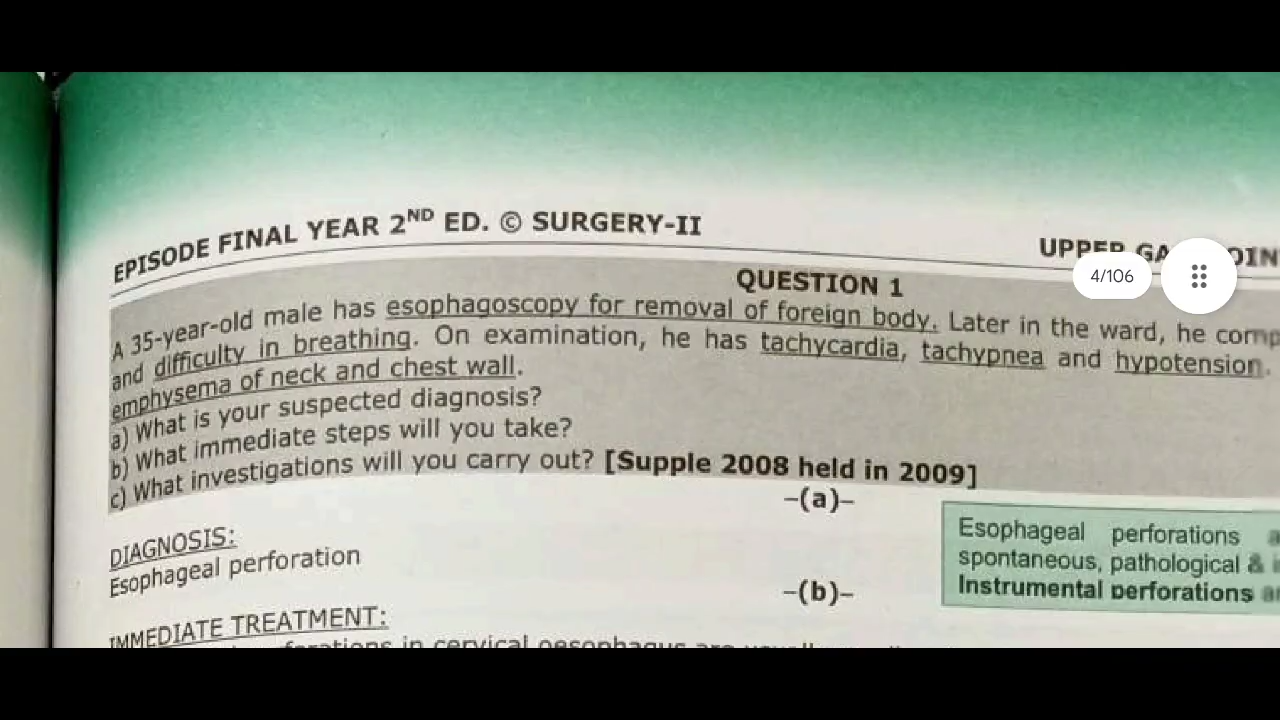 EPISODE FINAL YEAR 2ND ED. © SURGERY-II
UPPER GA
4/106
QUESTION 1
A 35-year-old male has esophagoscopy for removal of foreign body. Later in the ward, he
and difficulty in breathing. On examination, he has tachycardia, tachypnea and hypotension.
emphysema of neck and chest wall.
a) What is your suspected diagnosis?
b) What immediate steps will you take?
c) What investigations will you carry out? [Supple 2008 held in 2009]
–(a)–
DIAGNOSIS:
Esophageal perforation
Esophageal perforations
spontaneous, pathological &
Instrumental perforations
–(b)–
IMMEDIATE TREATMENT:
in cervical oesophagus are